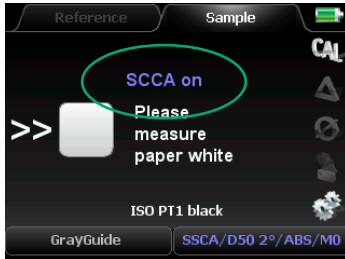 Reference
Sample
CAL
SCCA on
>>
Please
measure
paper white
ISO PT1 black
GrayGuide
SSCA/D50 2°/ABS/M0